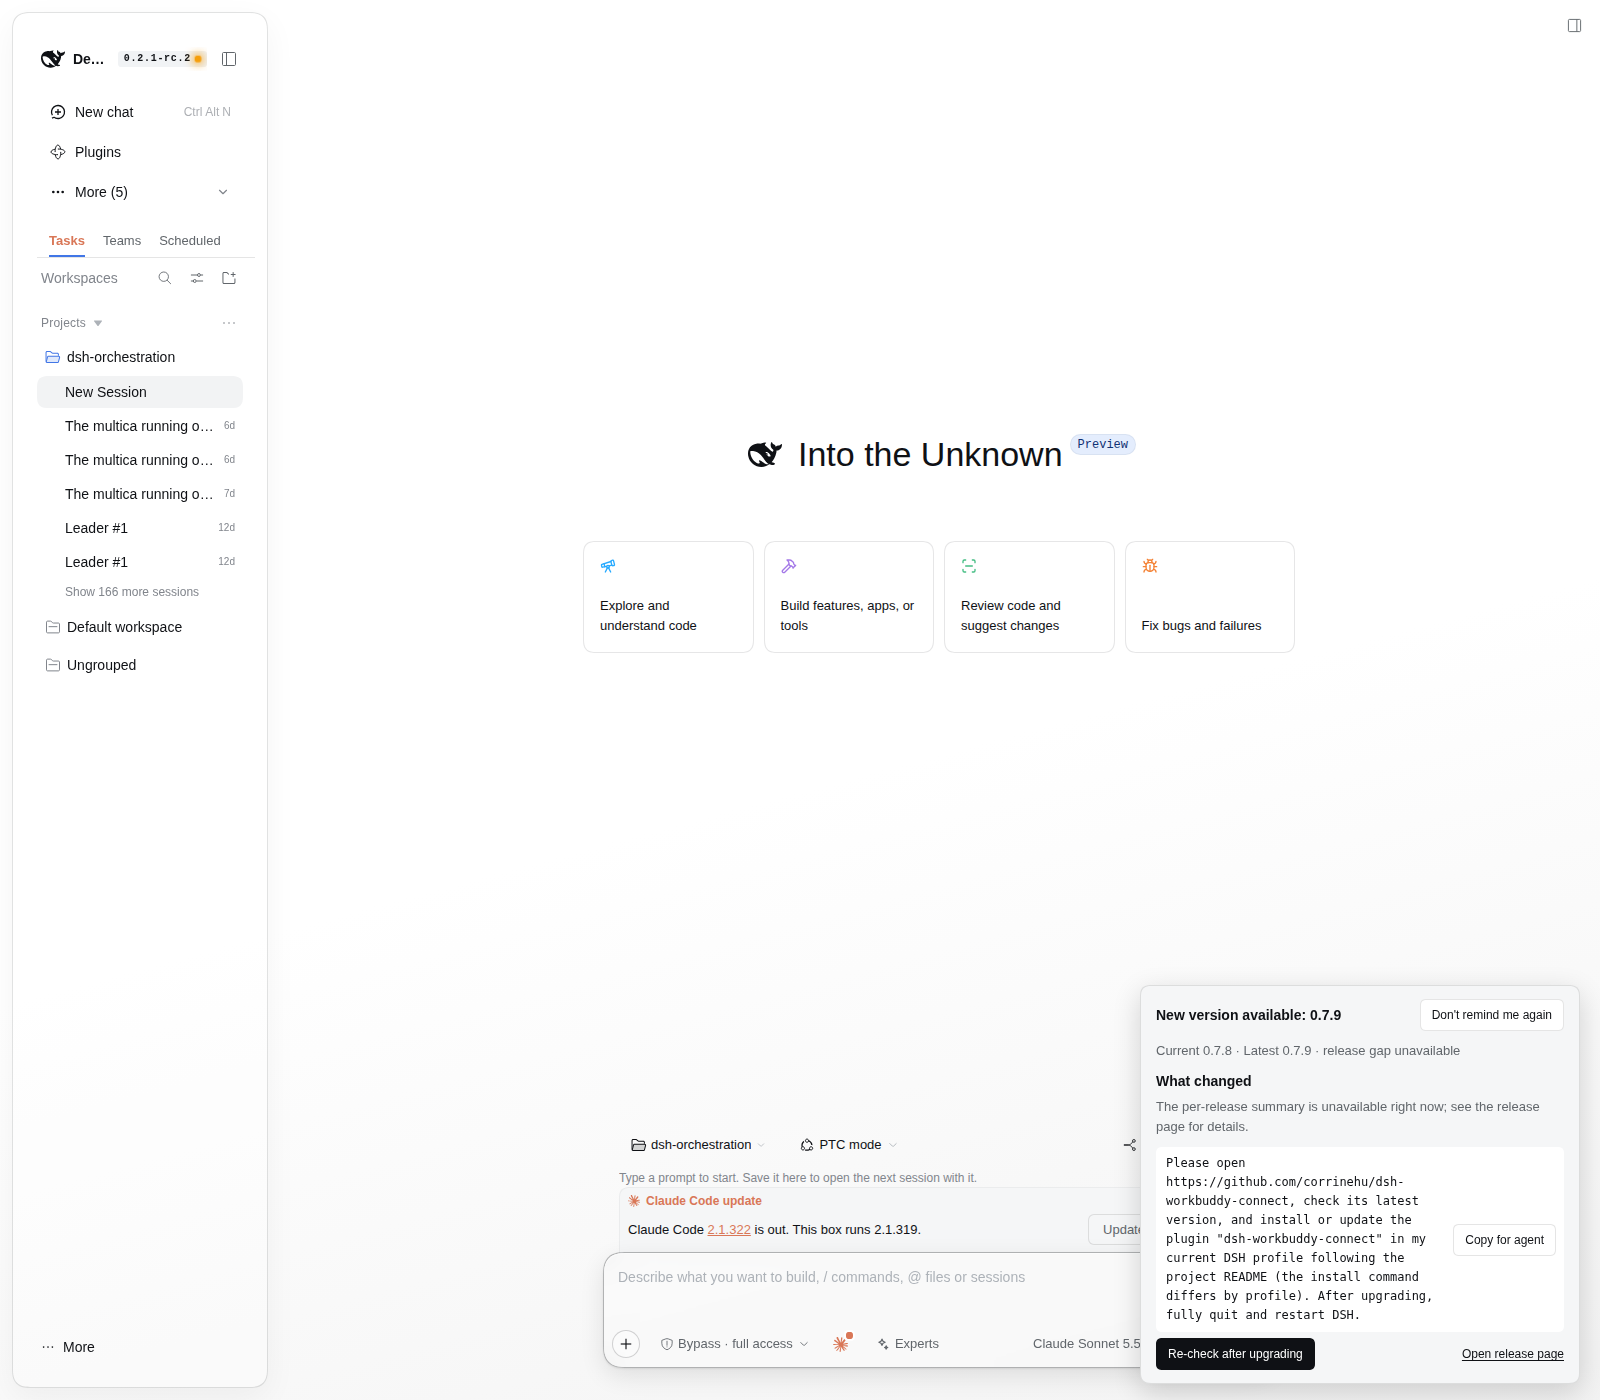 De...
0.2.1-rc.2
New chat
Ctrl Alt N
Plugins
More (5)
Tasks
Teams
Scheduled
Workspaces
Projects
dsh-orchestration
New Session
The multica running o...
6d
The multica running o...
6d
The multica running o...
7d
Leader #1
12d
Leader #1
12d
Show 166 more sessions
Default workspace
Ungrouped
More
Into the Unknown
Preview
Explore and
understand code
Build features, apps, or
tools
Review code and
suggest changes
Fix bugs and failures
dsh-orchestration
PTC mode
Type a prompt to start. Save it here to open the next session with it.
Claude Code update
Claude Code 2.1.322 is out. This box runs 2.1.319.
Update
Describe what you want to build, / commands, @ files or sessions
Bypass · full access
Experts
Claude Sonnet 5.5
New version available: 0.7.9
Don't remind me again
Current 0.7.8 · Latest 0.7.9 · release gap unavailable
What changed
The per-release summary is unavailable right now; see the release
page for details.
Please open
https://github.com/corrinehu/dsh-
workbuddy-connect, check its latest
version, and install or update the
plugin "dsh-workbuddy-connect" in my
current DSH profile following the
project README (the install command
differs by profile). After upgrading,
fully quit and restart DSH.
Copy for agent
Re-check after upgrading
Open release page